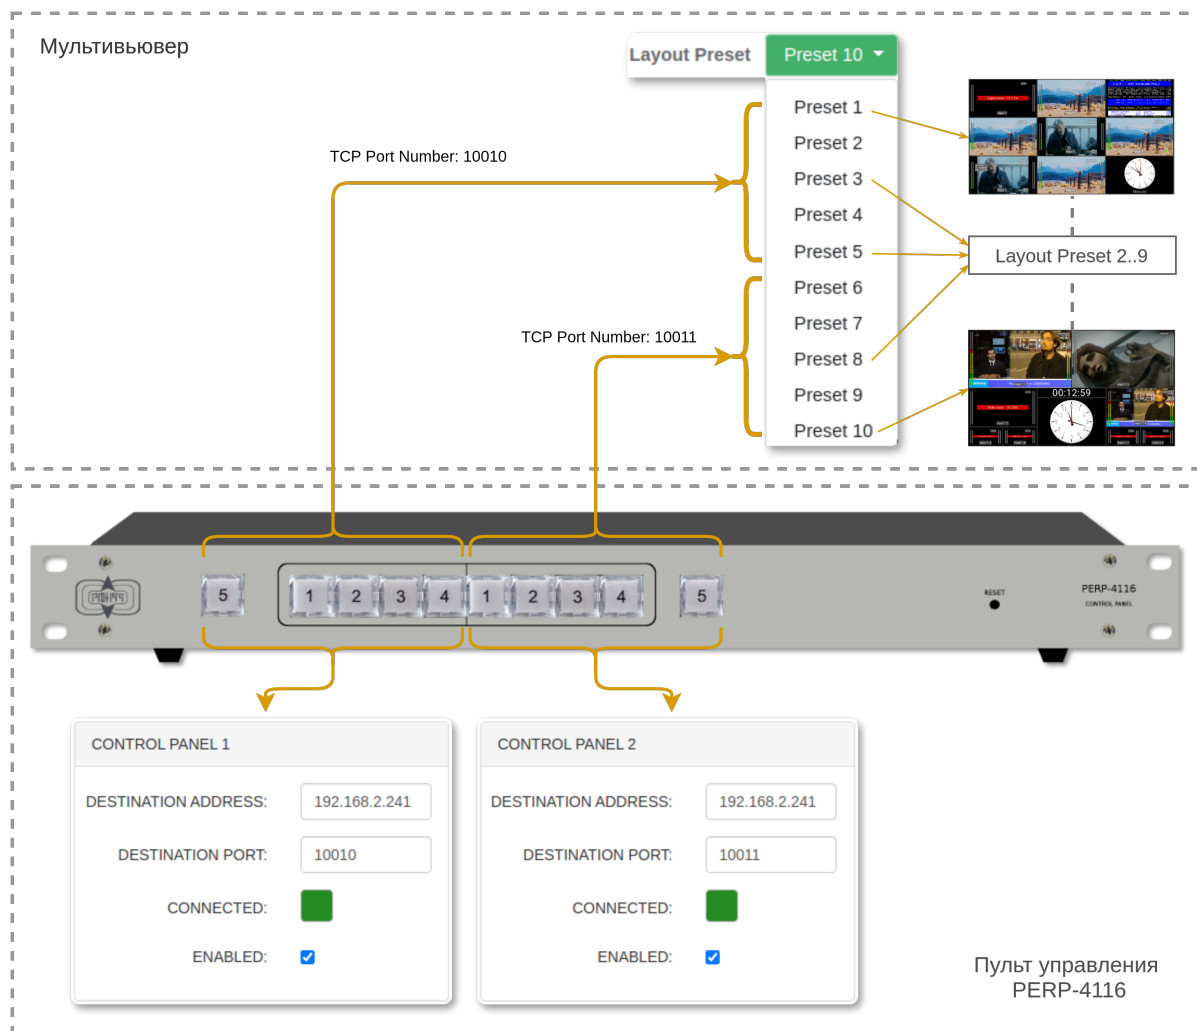 Мультивьювер
Layout Preset
Preset 10
Preset 1
Preset 2
Preset 3
Preset 4
Preset 5
Preset 6
Preset 7
Preset 8
Preset 9
Preset 10
TCP Port Number: 10010
TCP Port Number: 10011
Layout Preset 2..9
00:12:59
5
1
2
3
4
1
2
3
4
5
RESET
PERP-4116
CONTROL PANEL
CONTROL PANEL 1
DESTINATION ADDRESS:
192.168.2.241
DESTINATION PORT:
10010
CONNECTED:
ENABLED:
CONTROL PANEL 2
DESTINATION ADDRESS:
192.168.2.241
DESTINATION PORT:
10011
CONNECTED:
ENABLED:
Пульт управления
PERP-4116